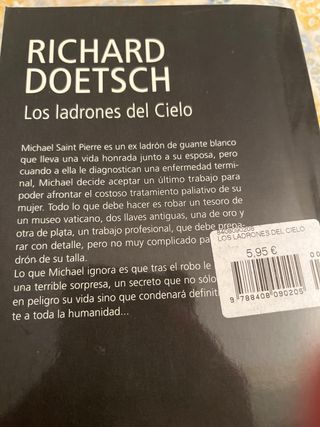 RICHARD
DOETSCH
Los ladrones del Cielo
Michael Saint Pierre es un ex ladrón de guante blanco
que lleva una vida honrada junto a su esposa, pero
cuando a ella le diagnostican una enfermedad termi-
nal, Michael decide aceptar un último trabajo para
poder afrontar el costoso tratamiento paliativo de su
mujer. Todo lo que debe hacer es robar un tesoro de
un museo vaticano, dos llaves antiguas, una de oro y
otra de plata, un trabajo profesional, que debe prepa-
rar con detalle, pero no muy complicado pa
drón de su talla.
Lo que Michael ignora es que tras el robo le
una terrible sorpresa, un secreto que no sólo
en peligro su vida sino que condenará definit
te a toda la humanidad...
LOS LADRONES DEL CIELO
5,95 €
9 788408 090205
00